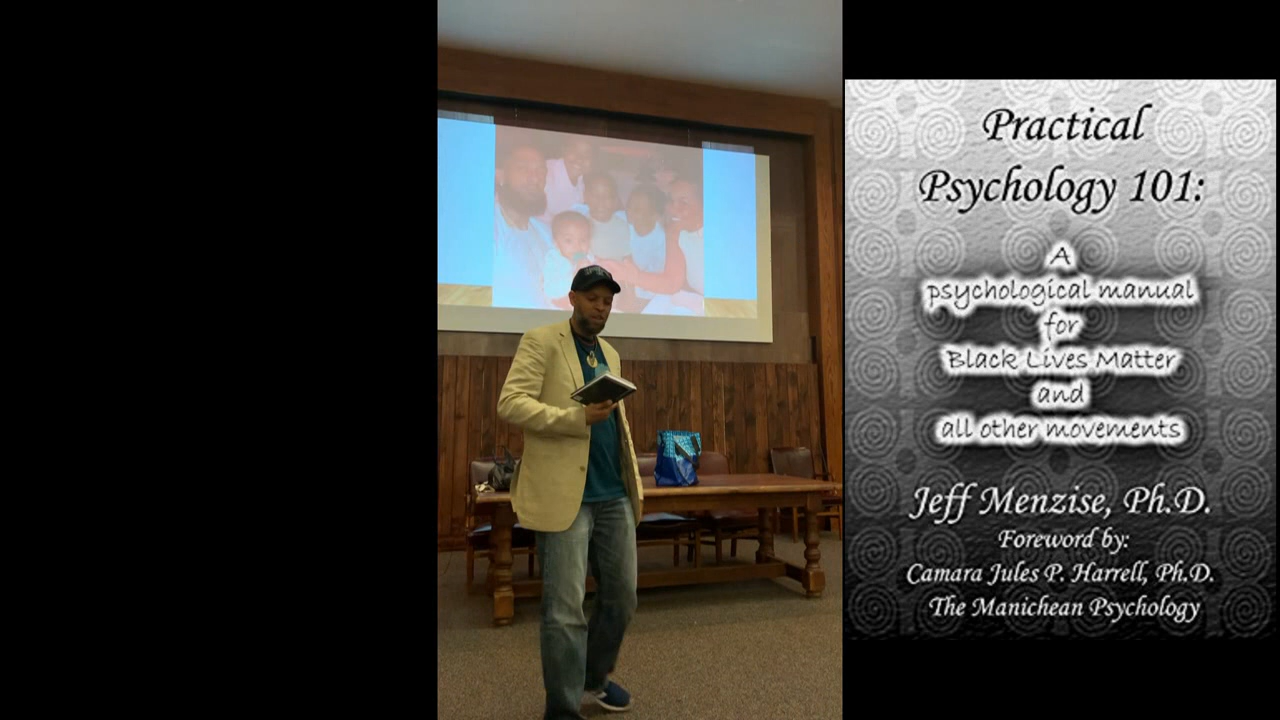 Practical
Psychology 101:
A
psychological manual
for
Black Lives Matter
and
all other movements
Jeff Menzise, Ph.D.
Foreword by:
Camara Jules P. Harrell, Ph.D.
The Manichean Psychology